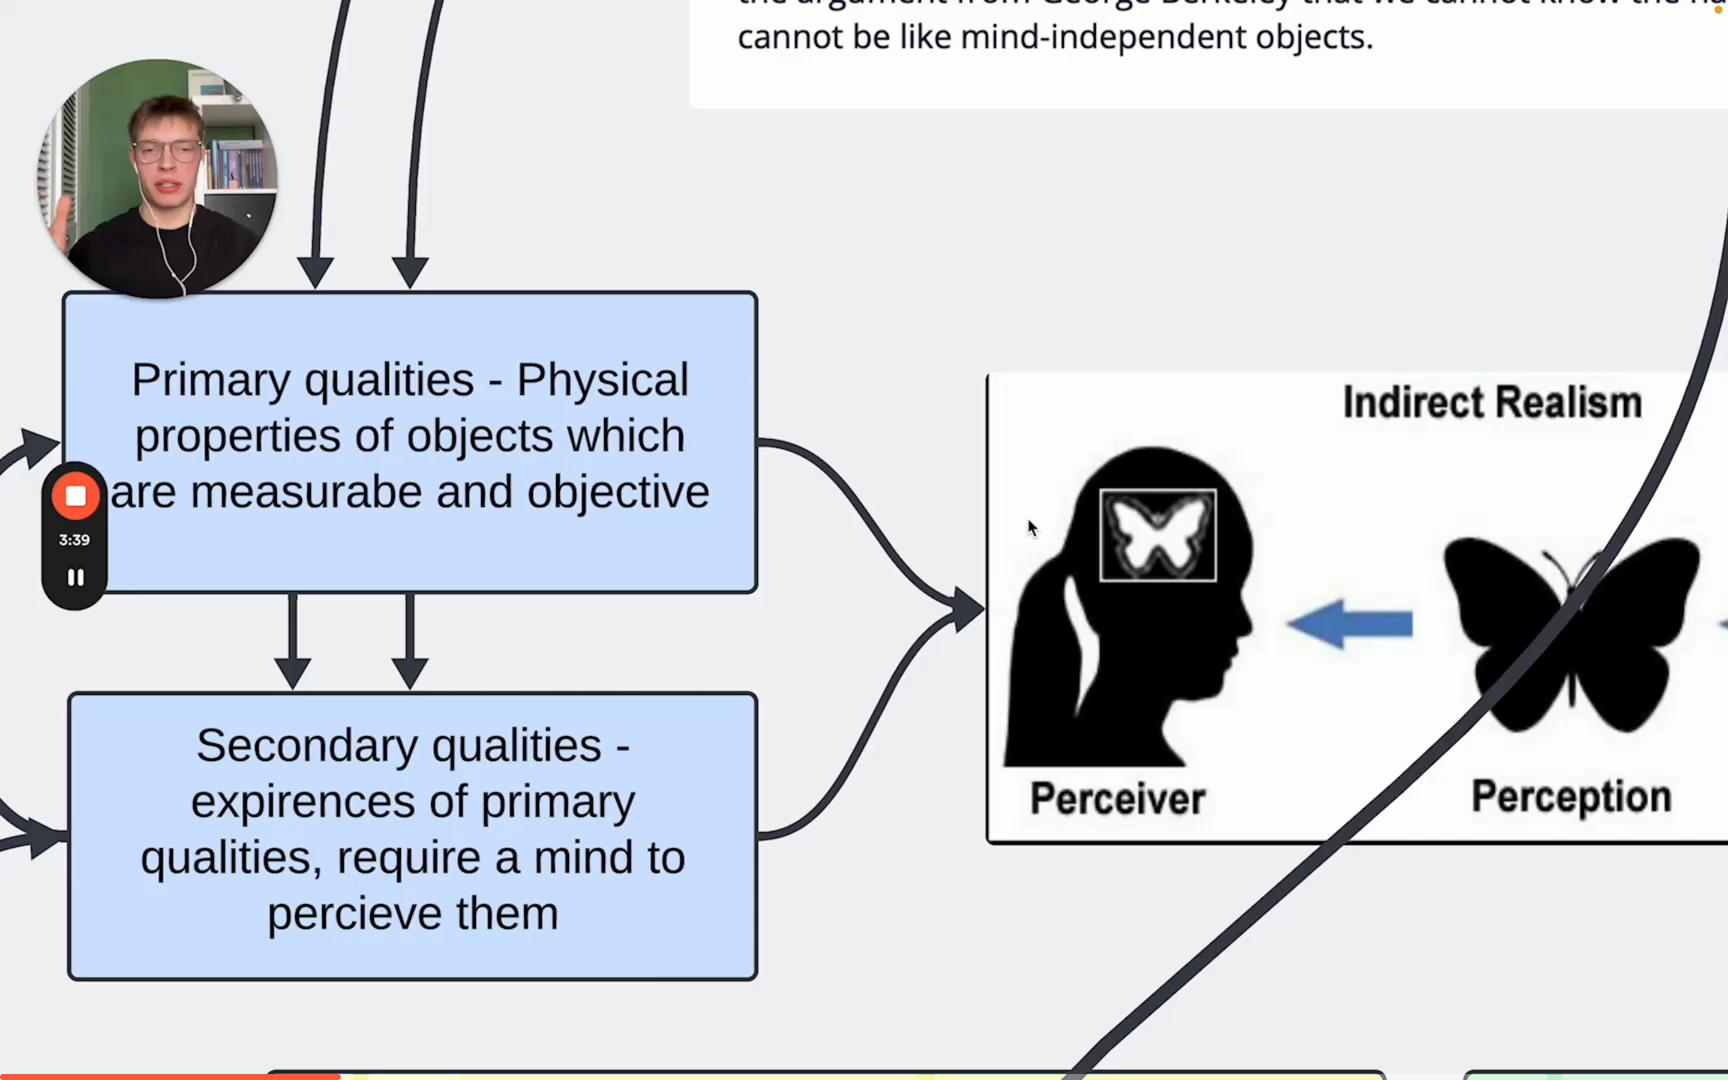 cannot be like mind-independent objects.
Primary qualities - Physical
properties of objects which
are measurabe and objective
3:39
Secondary qualities -
expirences of primary
qualities, require a mind to
percieve them
Indirect Realism
Perceiver
Perception